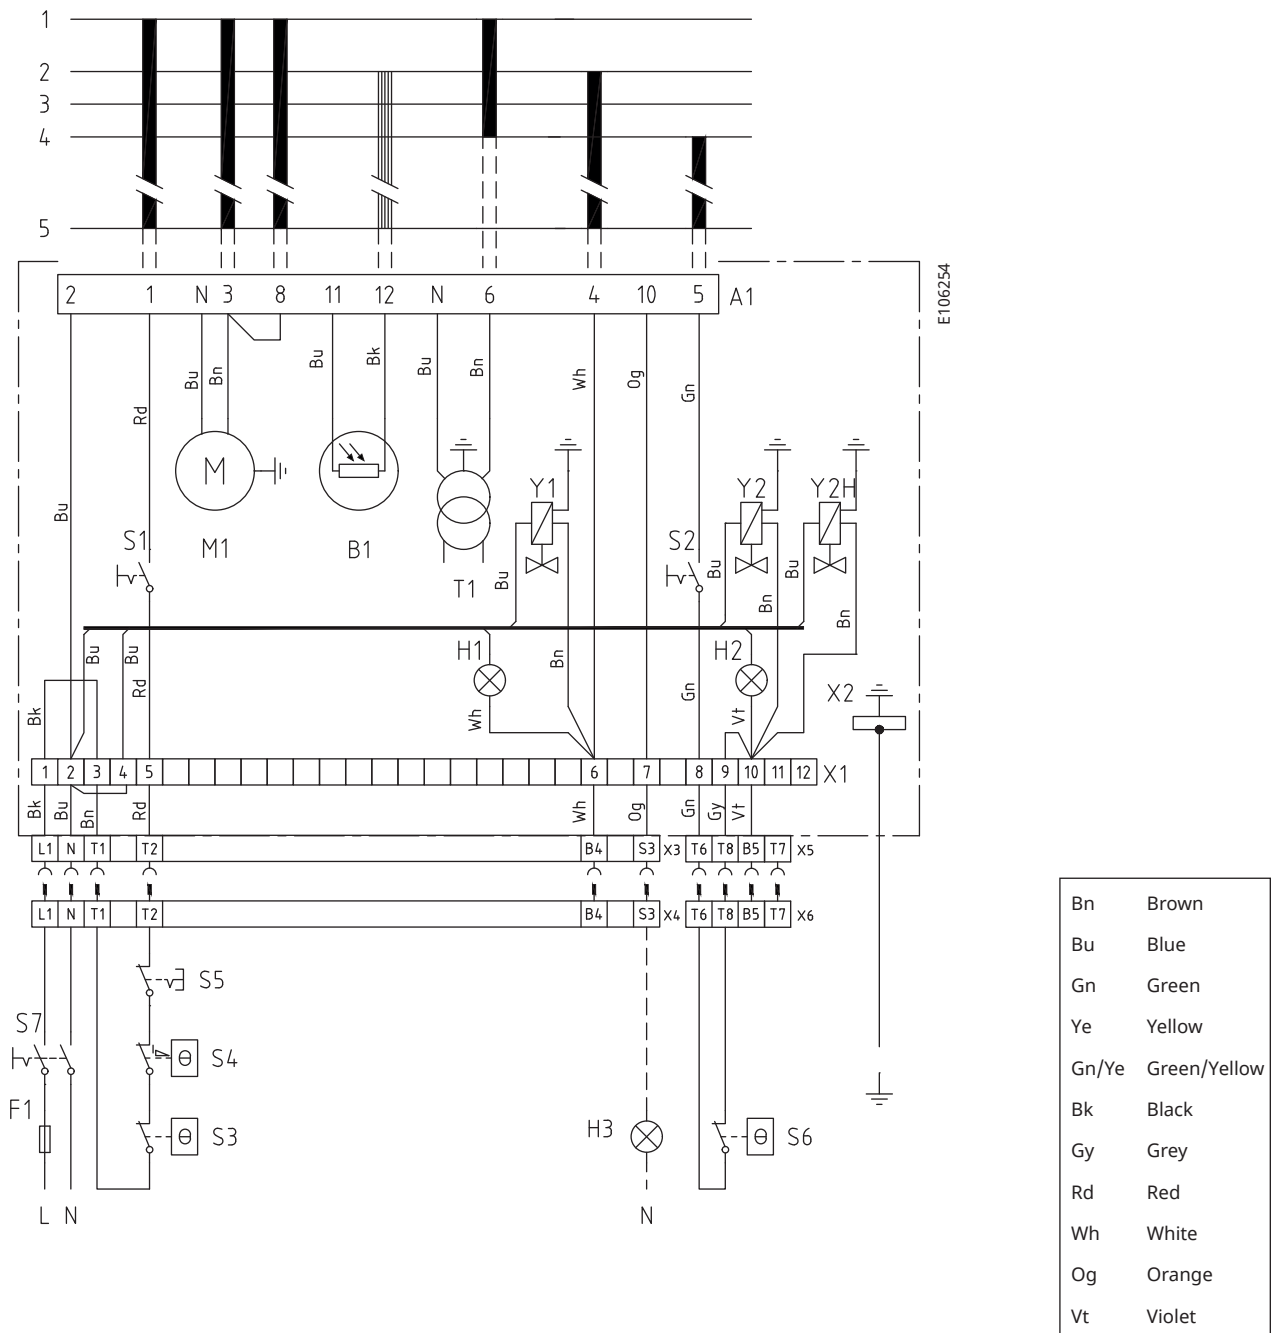 1
2
3
4
5
E106254
2 1 N 3 8 11 12 N 6 4 10 5 A1
Bu Bk Bu Bn Wh Og
Bu Bn Rd Gn
M
Y1 Y2 Y2H
Bu
S1 M1 B1 T1 S2
Bu Bu Bu
Bn Bn
Bu Bu H1 Bn H2
Rd Gn X2
Bk Wh Vt
1 2 3 4 5 6 7 8 9 10 11 12 X1
Bk Bu Bn Rd Wh Og Gn Gy Vt
L1 N T1 T2 B4 S3 X3 T6 T8 B5 T7 X5
L1 N T1 T2 B4 S3 X4 T6 T8 B5 T7 X6
S5
S7
θ S4
F1
θ S3 H3 θ S6
L N N
Bn Brown
Bu Blue
Gn Green
Ye Yellow
Gn/Ye Green/Yellow
Bk Black
Gy Grey
Rd Red
Wh White
Og Orange
Vt Violet